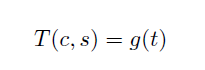 T(c, s) = g(t)